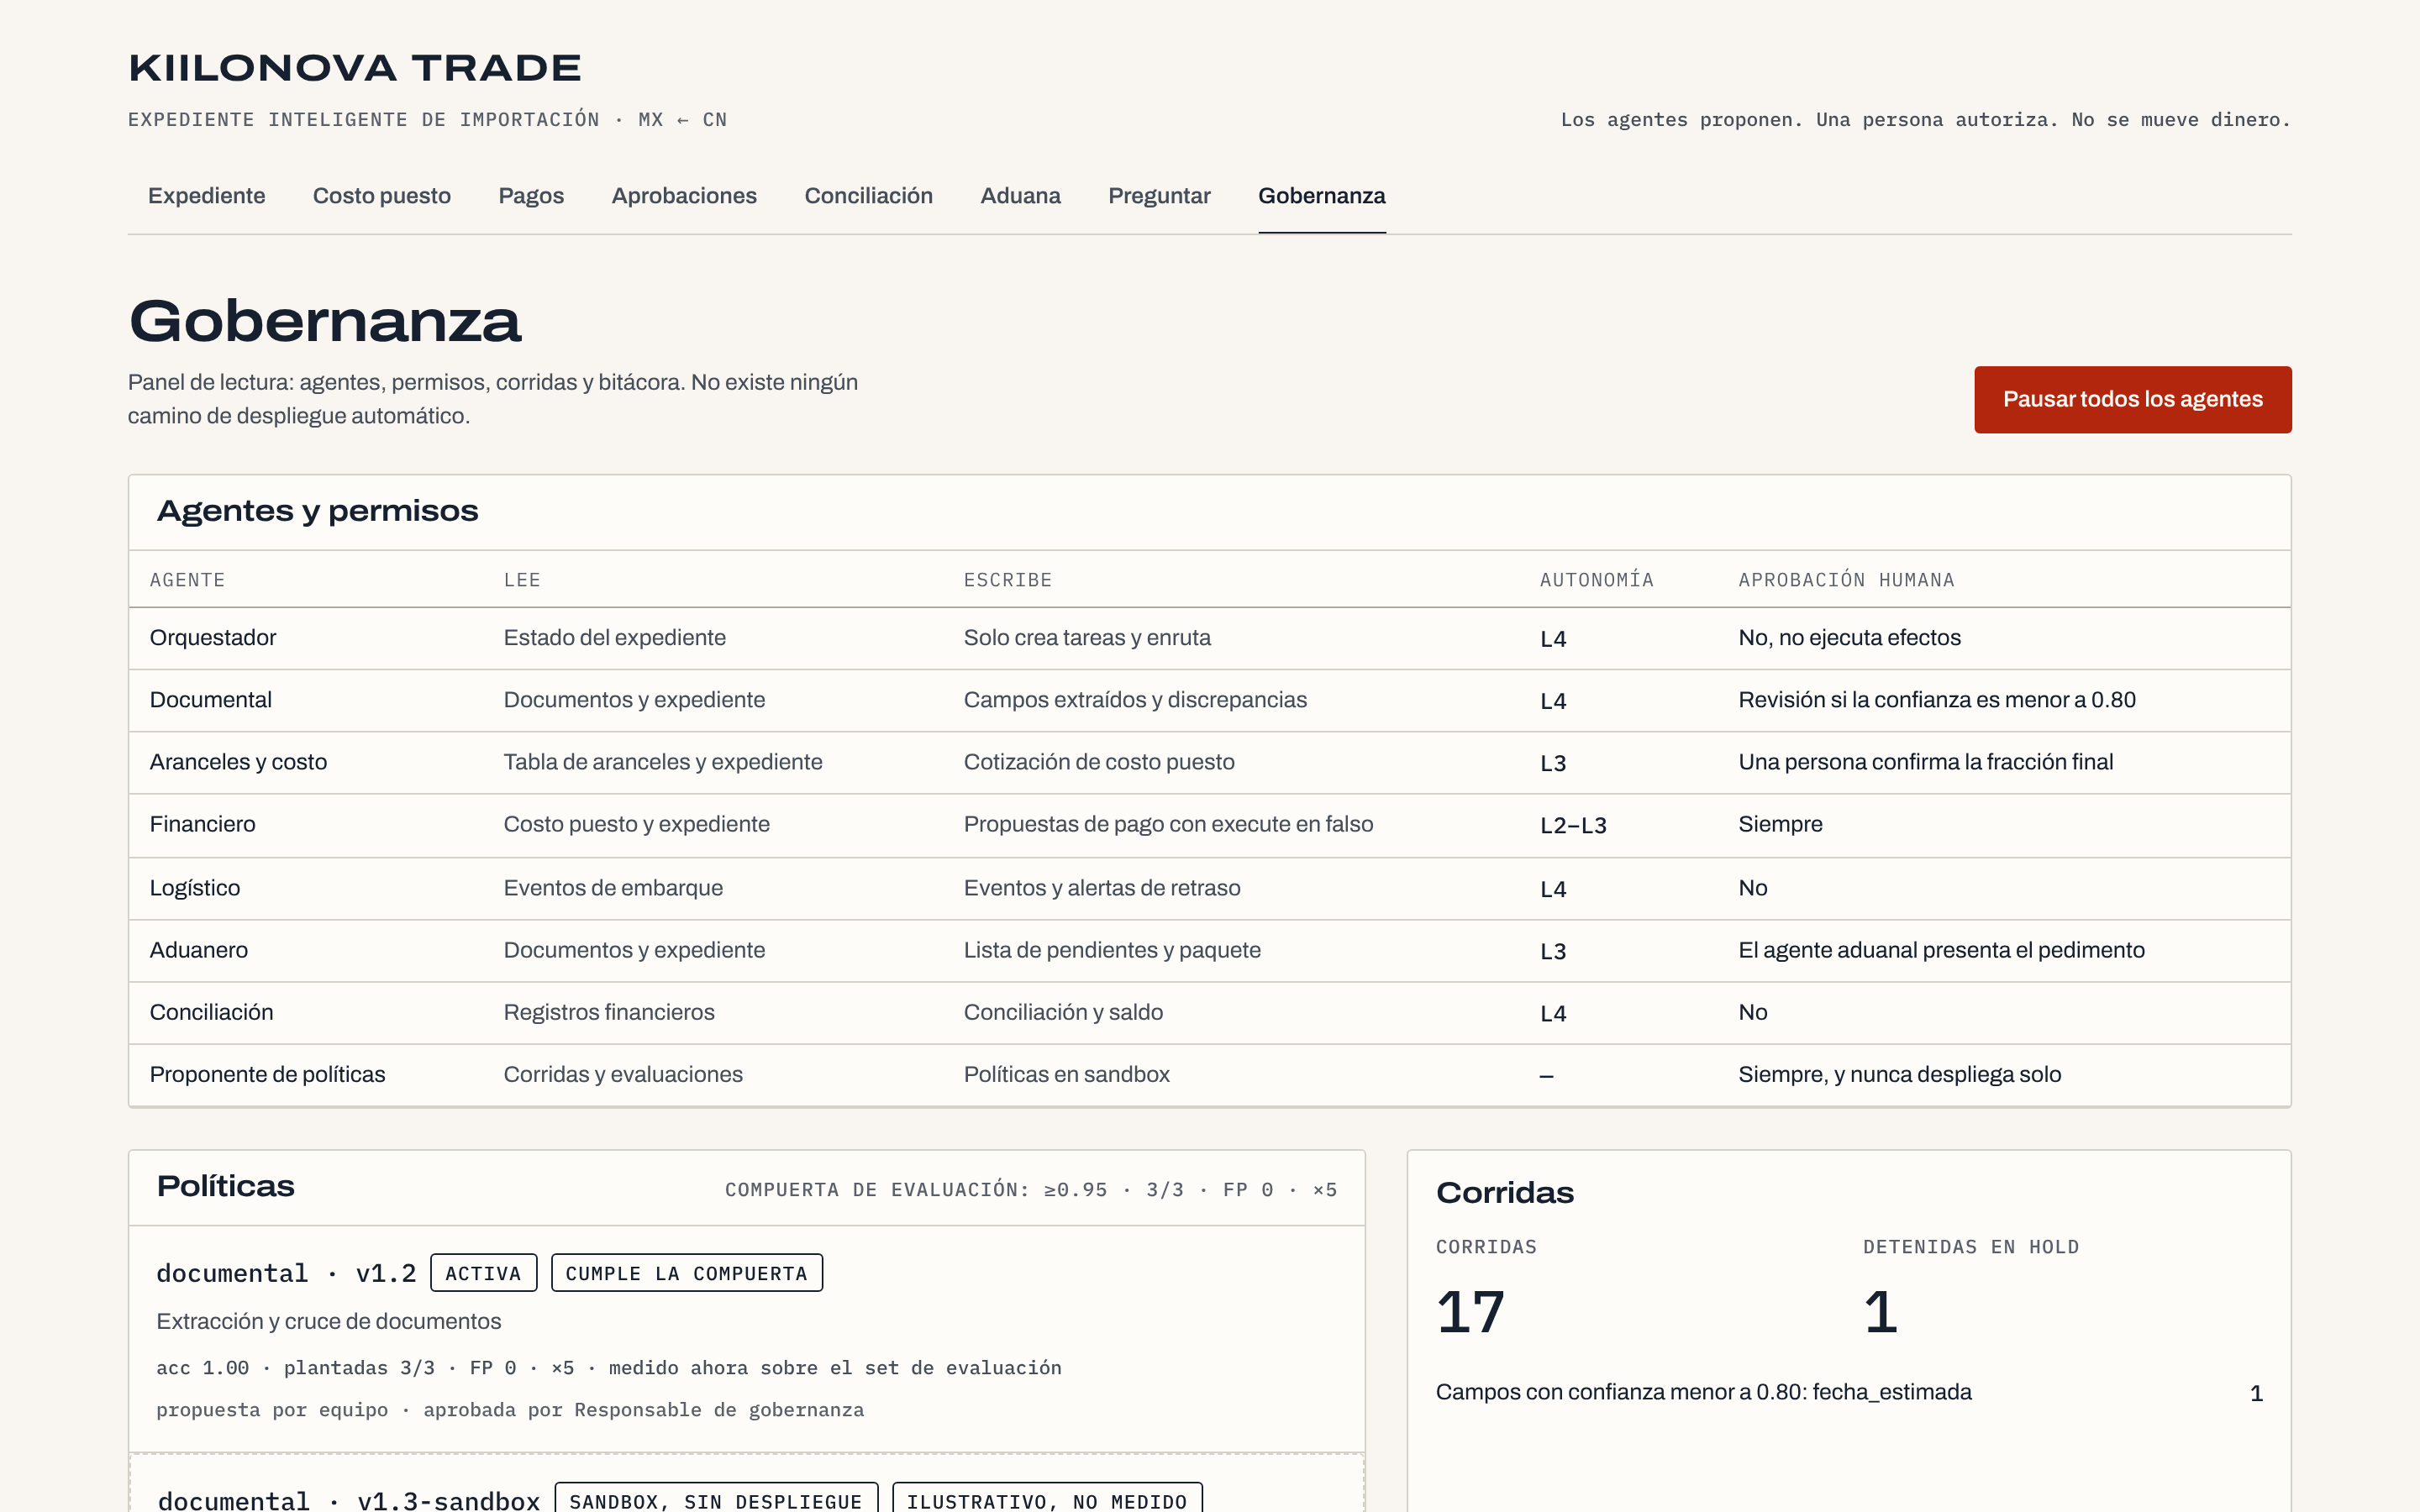 KIILONOVA TRADE
EXPEDIENTE INTELIGENTE DE IMPORTACIÓN · MX ← CN
Los agentes proponen. Una persona autoriza. No se mueve dinero.
Expediente Costo puesto Pagos Aprobaciones Conciliación Aduana Preguntar Gobernanza
Gobernanza
Panel de lectura: agentes, permisos, corridas y bitácora. No existe ningún
camino de despliegue automático.
Pausar todos los agentes
Agentes y permisos
AGENTE LEE ESCRIBE AUTONOMÍA APROBACIÓN HUMANA
Orquestador Estado del expediente Solo crea tareas y enruta L4 No, no ejecuta efectos
Documental Documentos y expediente Campos extraídos y discrepancias L4 Revisión si la confianza es menor a 0.80
Aranceles y costo Tabla de aranceles y expediente Cotización de costo puesto L3 Una persona confirma la fracción final
Financiero Costo puesto y expediente Propuestas de pago con execute en falso L2–L3 Siempre
Logístico Eventos de embarque Eventos y alertas de retraso L4 No
Aduanero Documentos y expediente Lista de pendientes y paquete L3 El agente aduanal presenta el pedimento
Conciliación Registros financieros Conciliación y saldo L4 No
Proponente de políticas Corridas y evaluaciones Políticas en sandbox – Siempre, y nunca despliega solo
Políticas COMPUERTA DE EVALUACIÓN: ≥0.95 · 3/3 · FP 0 · ×5
documental · v1.2 ACTIVA CUMPLE LA COMPUERTA
Extracción y cruce de documentos
acc 1.00 · plantadas 3/3 · FP 0 · ×5 · medido ahora sobre el set de evaluación
propuesta por equipo · aprobada por Responsable de gobernanza
documental · v1.3-sandbox SANDBOX, SIN DESPLIEGUE ILUSTRATIVO, NO MEDIDO
Corridas
CORRIDAS DETENIDAS EN HOLD
17 1
Campos con confianza menor a 0.80: fecha_estimada 1